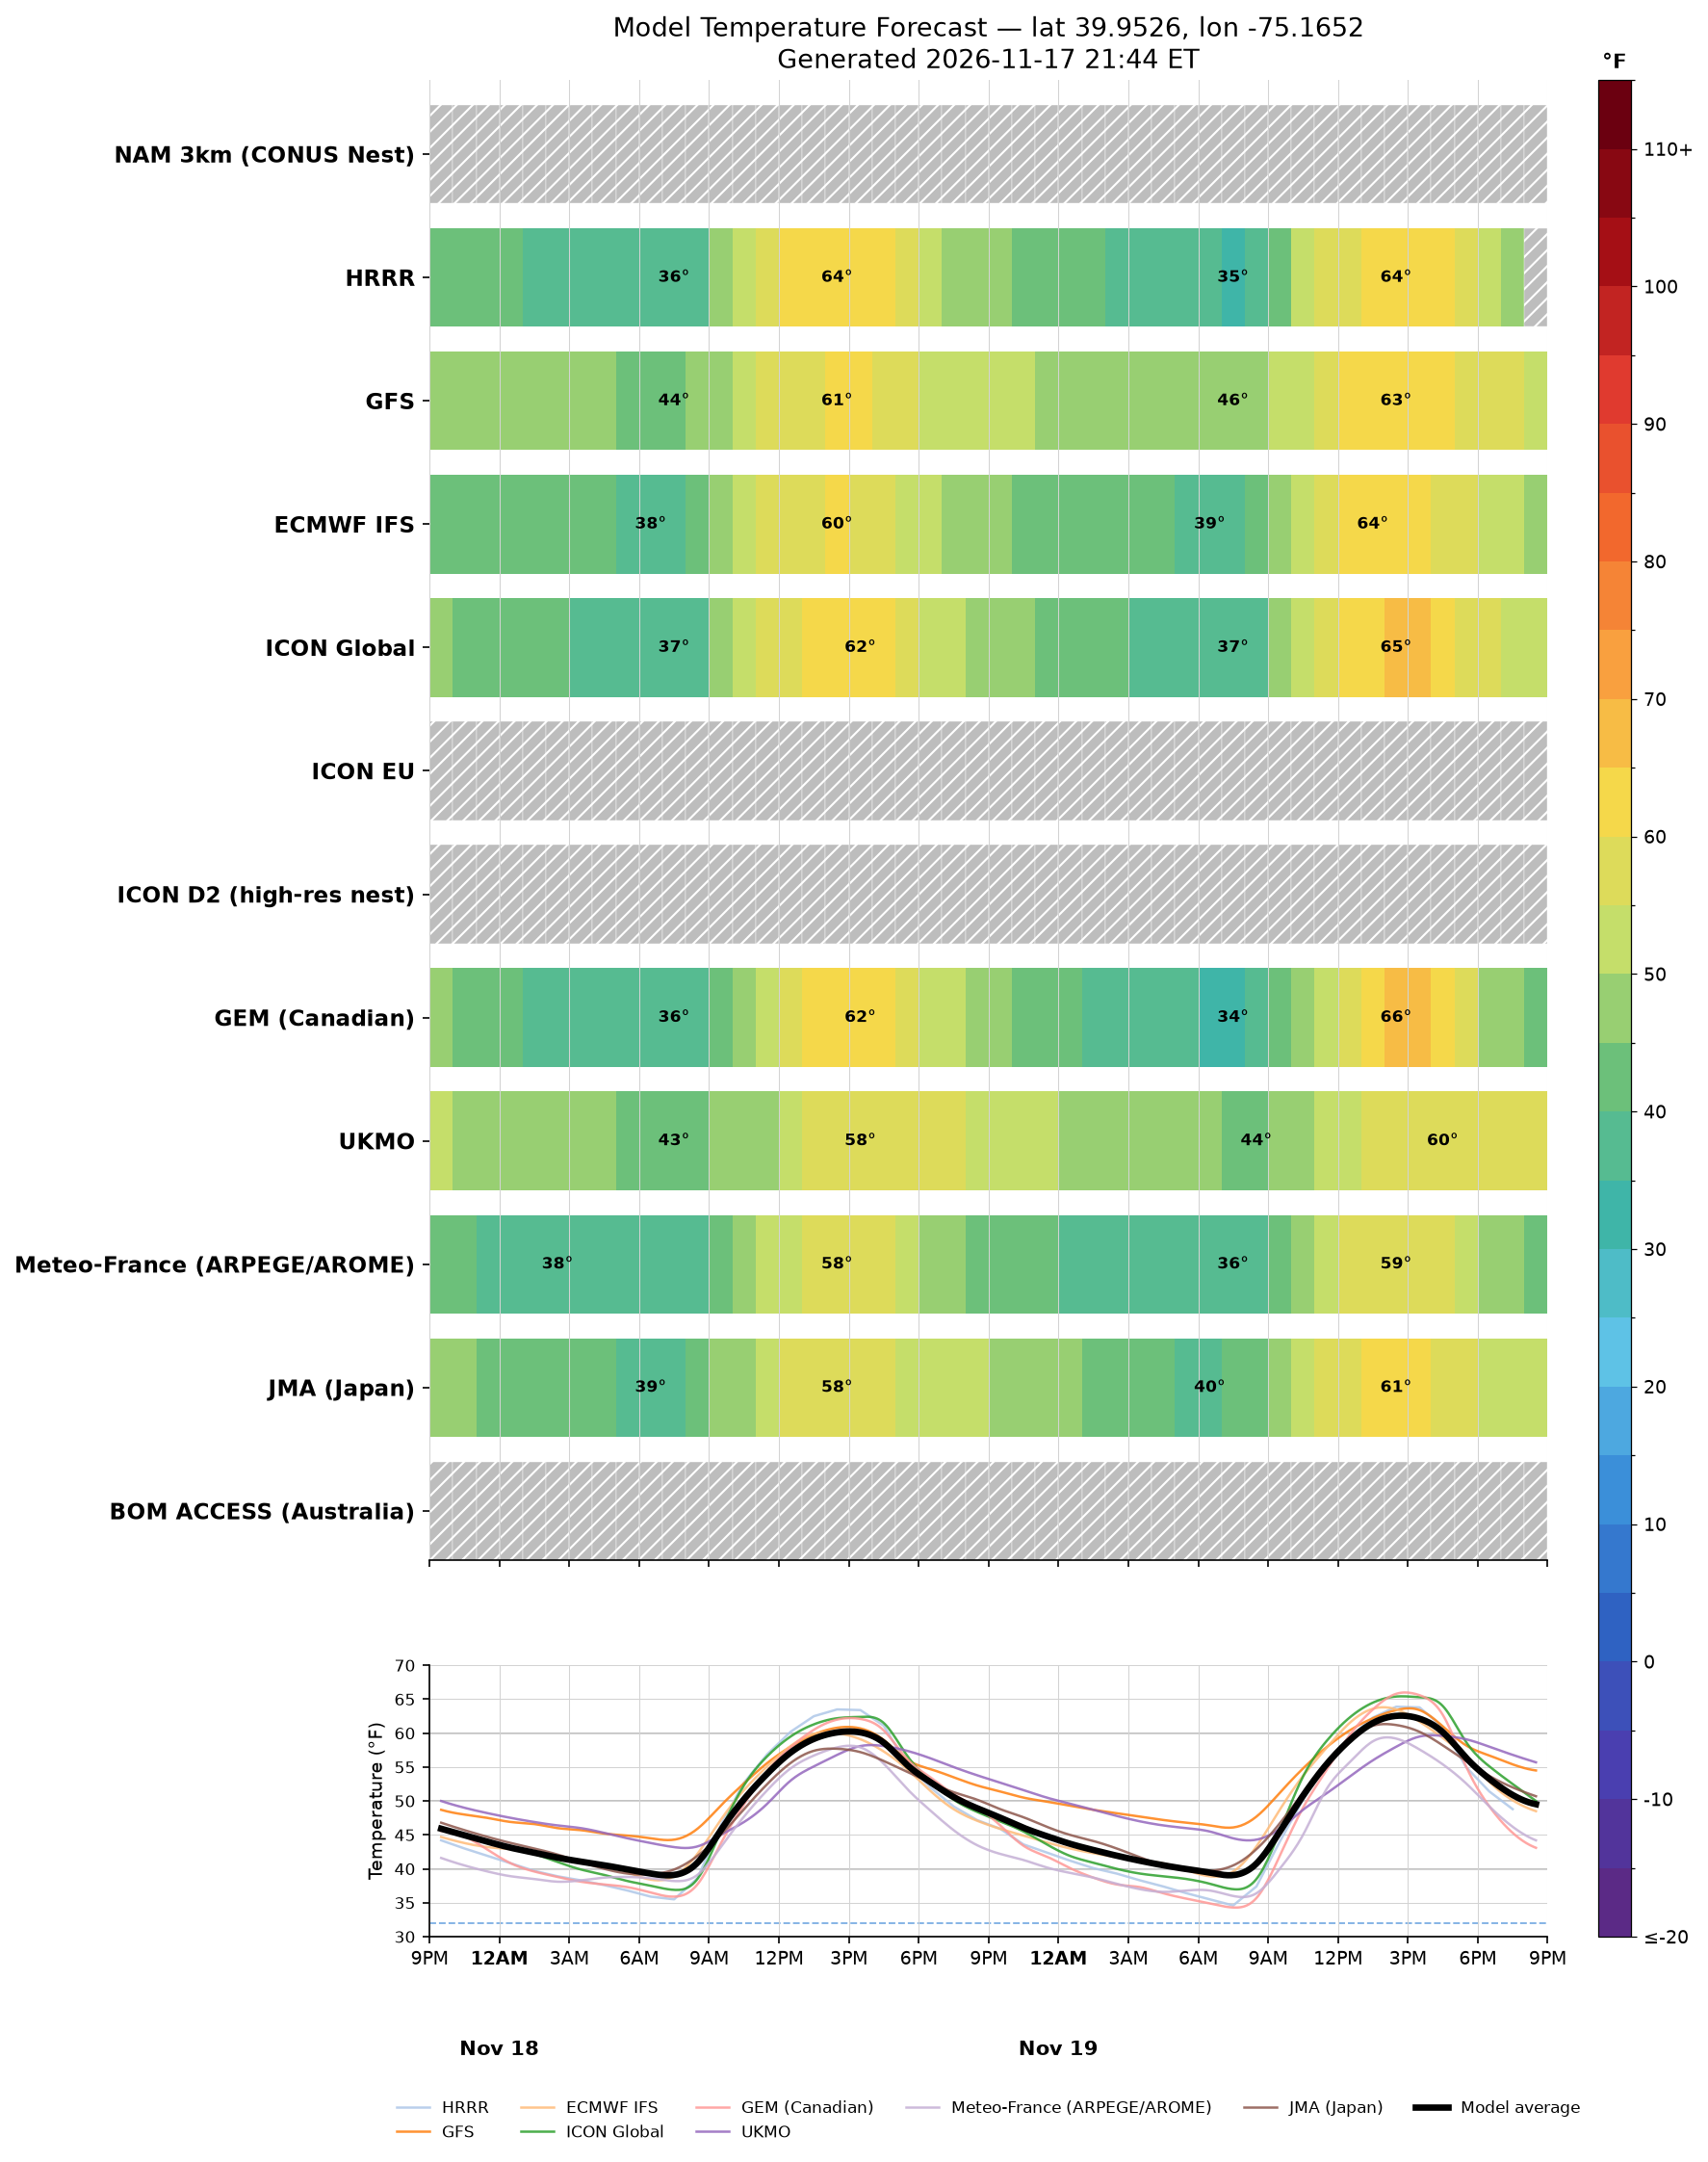 Model Temperature Forecast — lat 39.9526, lon -75.1652
Generated 2026-11-17 21:44 ET
°F
NAM 3km (CONUS Nest)
HRRR 36° 64° 35° 64°
GFS 44° 61° 46° 63°
ECMWF IFS 38° 60° 39° 64°
ICON Global 37° 62° 37° 65°
ICON EU
ICON D2 (high-res nest)
GEM (Canadian) 36° 62° 34° 66°
UKMO 43° 58° 44° 60°
Meteo-France (ARPEGE/AROME) 38° 58° 36° 59°
JMA (Japan) 39° 58° 40° 61°
BOM ACCESS (Australia)
110+
100
90
80
70
60
50
40
30
20
10
0
-10
≤-20
Temperature (°F)
70
65
60
55
50
45
40
35
30
9PM 12AM 3AM 6AM 9AM 12PM 3PM 6PM 9PM 12AM 3AM 6AM 9AM 12PM 3PM 6PM 9PM
Nov 18 Nov 19
HRRR ECMWF IFS GEM (Canadian) Meteo-France (ARPEGE/AROME) JMA (Japan) Model average
GFS ICON Global UKMO